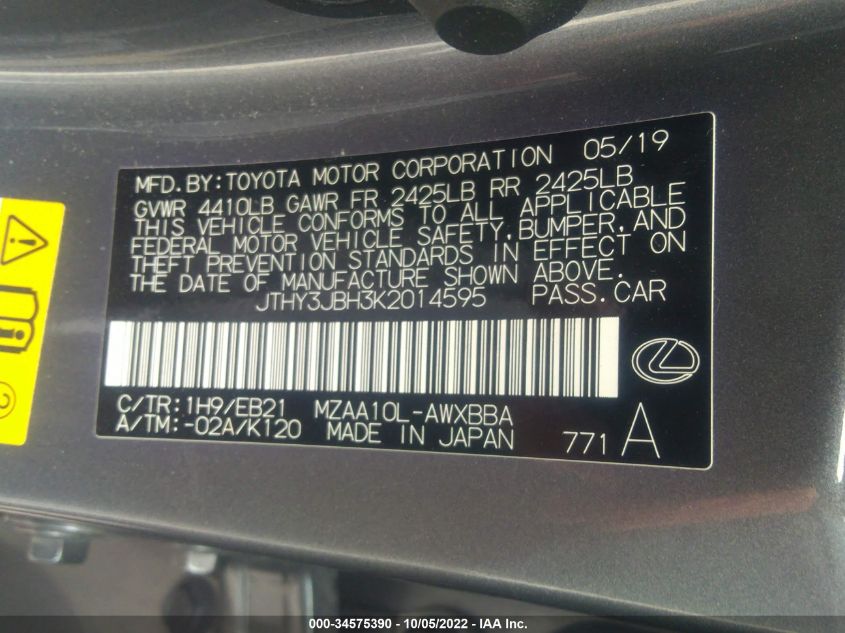 MFD.BY:TOYOTA MOTOR CORPORATION 05/19
GVWR 4410LB GAWR FR 2425LB RR 2425LB
THIS VEHICLE CONFORMS TO ALL APPLICABLE
FEDERAL MOTOR VEHICLE SAFETY,BUMPER,AND
THEFT PREVENTION STANDARDS IN EFFECT ON
THE DATE OF MANUFACTURE SHOWN ABOVE.
JTHY3JBH3K2014595 PASS.CAR
C/TR:1H9/EB21 MZAA10L-AWXBBA
A/TM:-02A/K120 MADE IN JAPAN 771 A
000-34575390 - 10/05/2022 - IAA Inc.